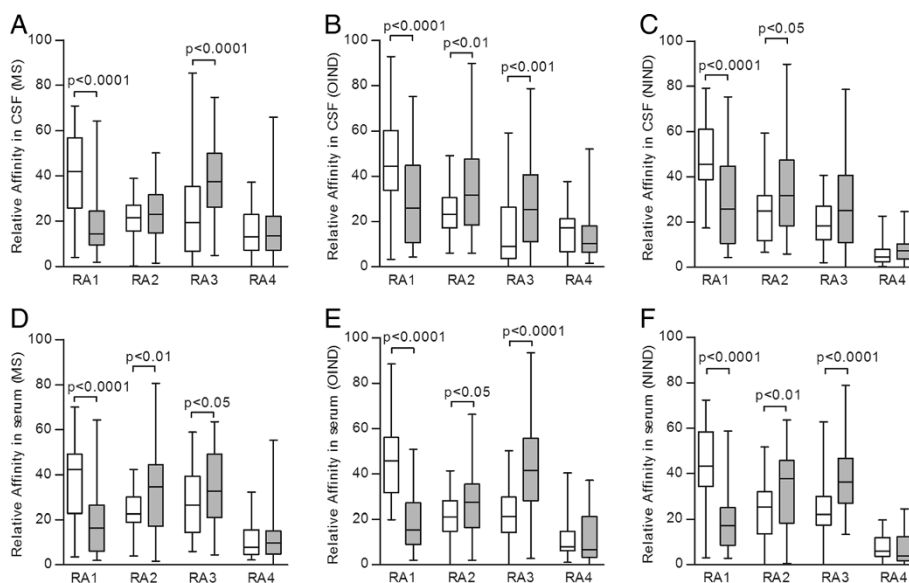 A
B
C
p<0.0001
p<0.0001
p<0.0001
p<0.01
p<0.001
p<0.0001
p<0.05
Relative Affinity in CSF (MS)
100
80
60
40
20
0
RA1 RA2 RA3 RA4
Relative Affinity in CSF (OIND)
100
80
60
40
20
0
RA1 RA2 RA3 RA4
Relative Affinity in CSF (NIND)
100
80
60
40
20
0
RA1 RA2 RA3 RA4
D
E
F
p<0.0001
p<0.01
p<0.05
p<0.0001
p<0.05
p<0.0001
p<0.0001
p<0.01
p<0.0001
Relative Affinity in serum (MS)
100
80
60
40
20
0
RA1 RA2 RA3 RA4
Relative Affinity in serum (OIND)
100
80
60
40
20
0
RA1 RA2 RA3 RA4
Relative Affinity in serum (NIND)
100
80
60
40
20
0
RA1 RA2 RA3 RA4